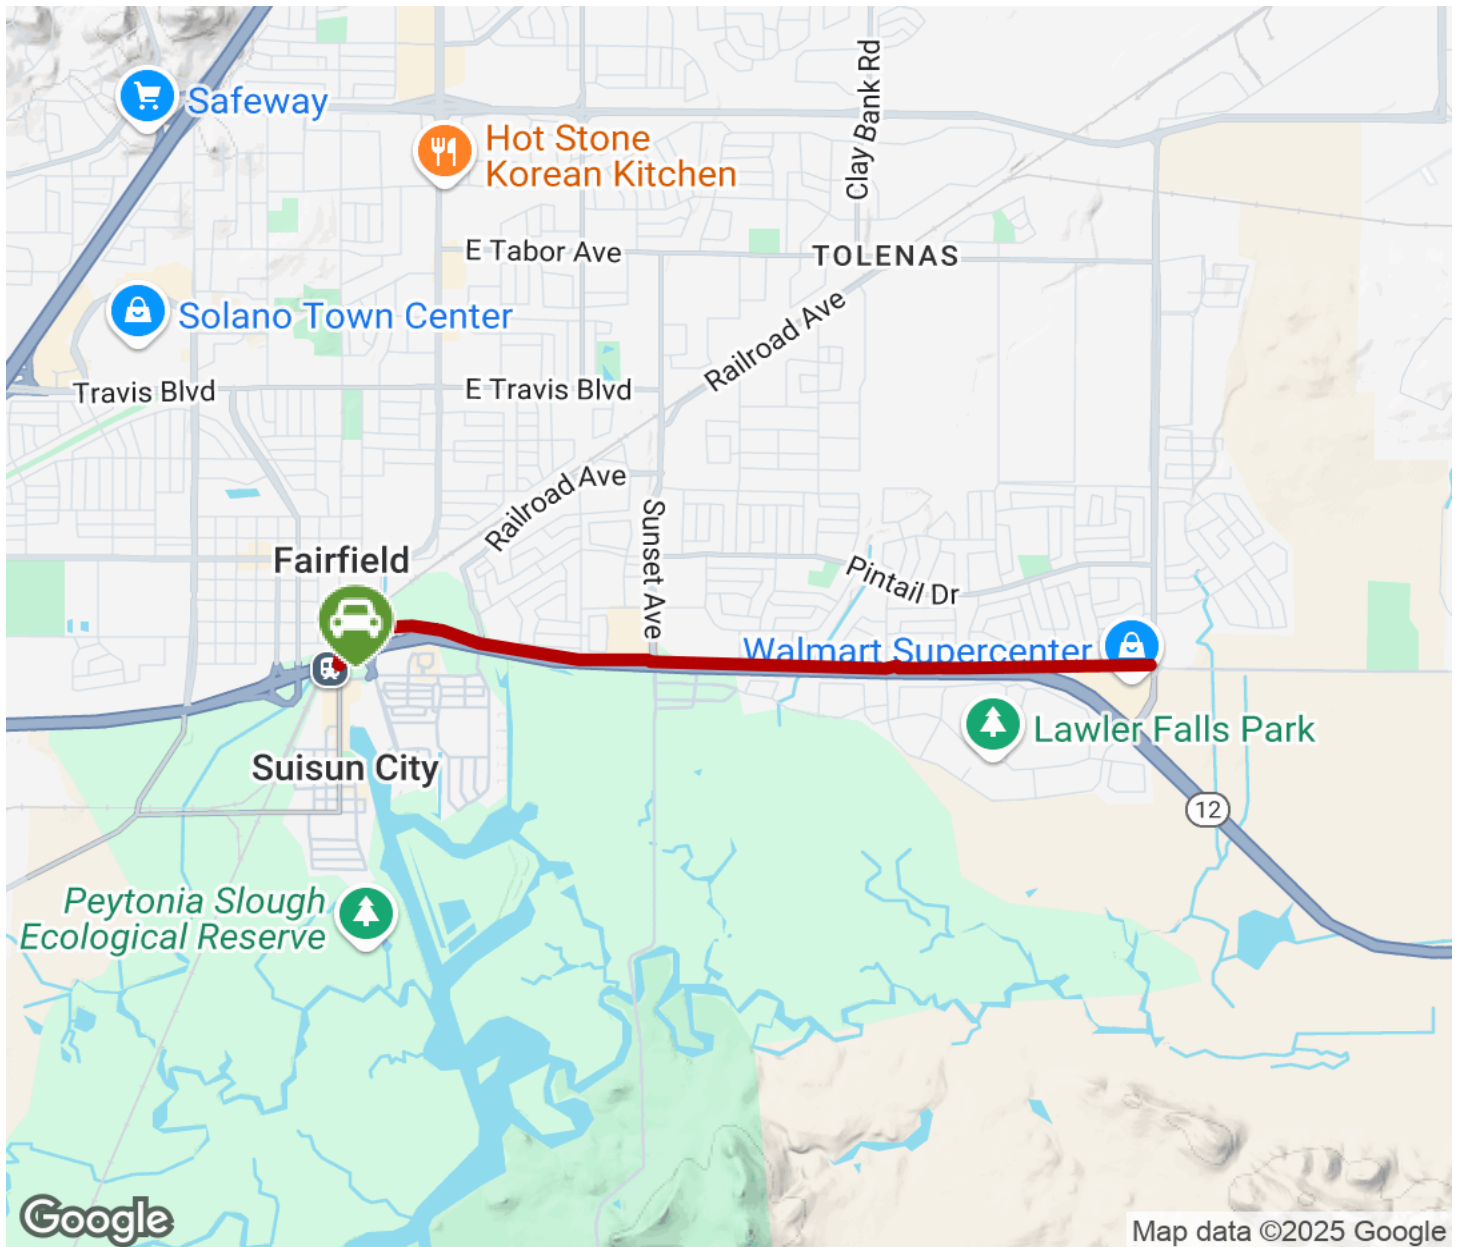 Clay Bank Rd
Safeway
Hot Stone
Korean Kitchen
E Tabor Ave
TOLENAS
Solano Town Center
Railroad Ave
Travis Blvd
E Travis Blvd
Railroad Ave
Sunset Ave
Fairfield
Pintail Dr
Walmart Supercenter
Lawler Falls Park
Suisun City
12
Peytonia Slough
Ecological Reserve
Google
Map data ©2025 Google